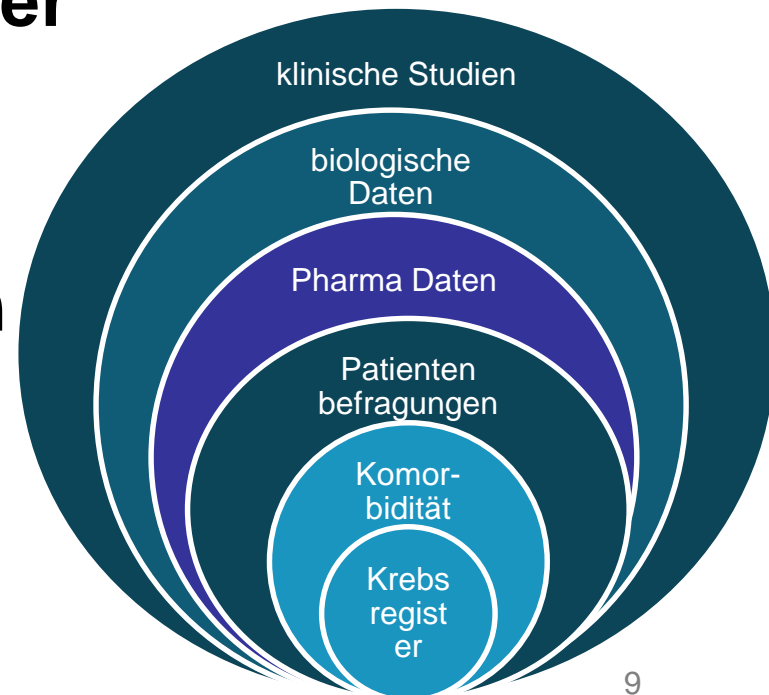 er
klinische Studien
biologische
Daten
Pharma Daten
n
Patienten
befragungen
Komor-
bidität
Krebs
regist
er
9